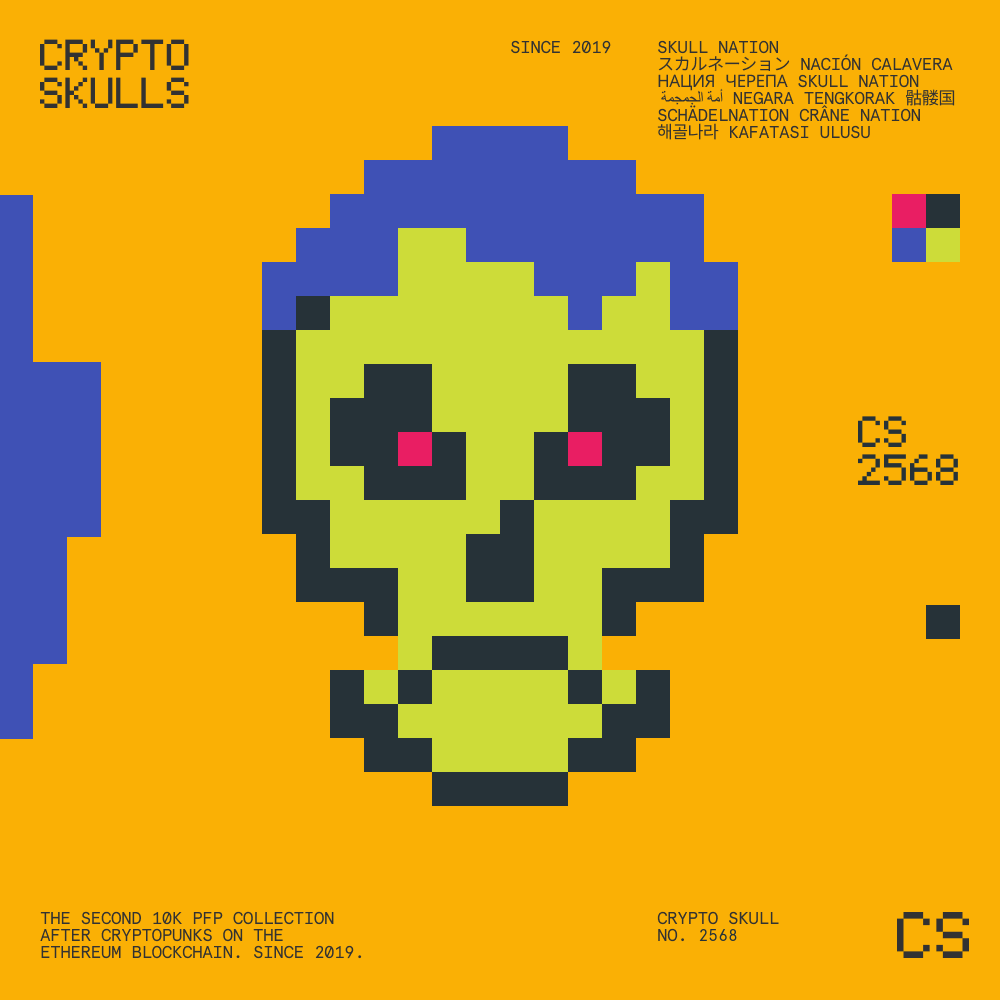 CRYPTO
SKULLS
SINCE 2019
SKULL NATION
スカルネーション NACIÓN CALAVERA
НАЦИЯ ЧЕРЕПА SKULL NATION
أمة الجمجمة NEGARA TENGKORAK 骷髅国
SCHÄDELNATION CRÂNE NATION
해골나라 KAFATASI ULUSU
CS
2568
THE SECOND 10K PFP COLLECTION
AFTER CRYPTOPUNKS ON THE
ETHEREUM BLOCKCHAIN. SINCE 2019.
CRYPTO SKULL
NO. 2568
CS